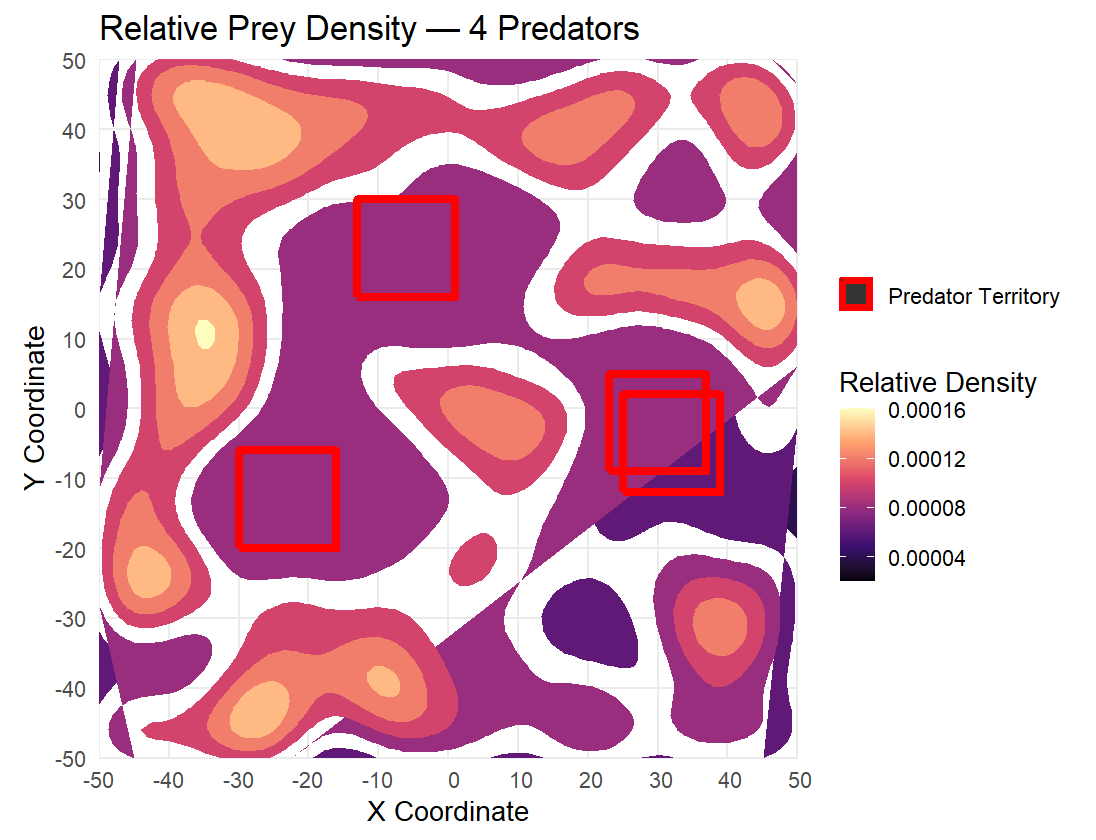 Relative Prey Density — 4 Predators
50
40
30
20
10
0
-10
-20
-30
-40
-50
Y Coordinate
-50 -40 -30 -20 -10 0 10 20 30 40 50
X Coordinate
Predator Territory
Relative Density
0.00016
0.00012
0.00008
0.00004